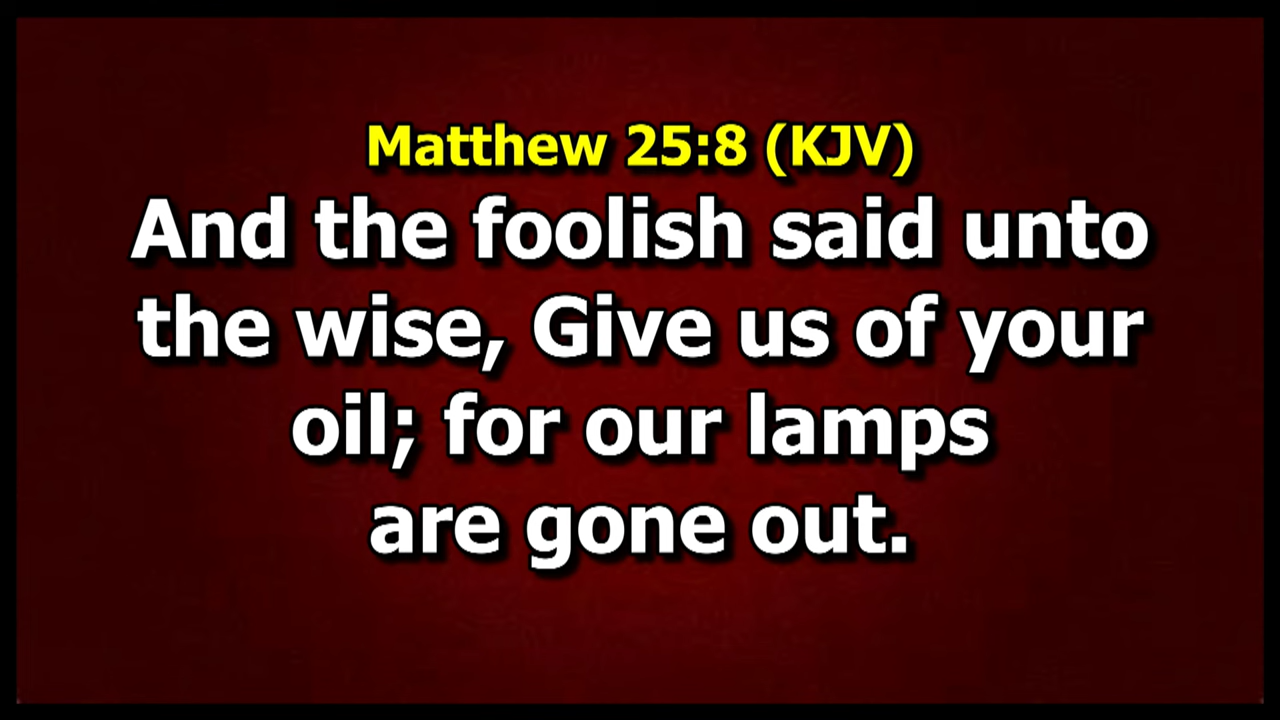 Matthew 25:8 (KJV)
And the foolish said unto
the wise, Give us of your
oil; for our lamps
are gone out.